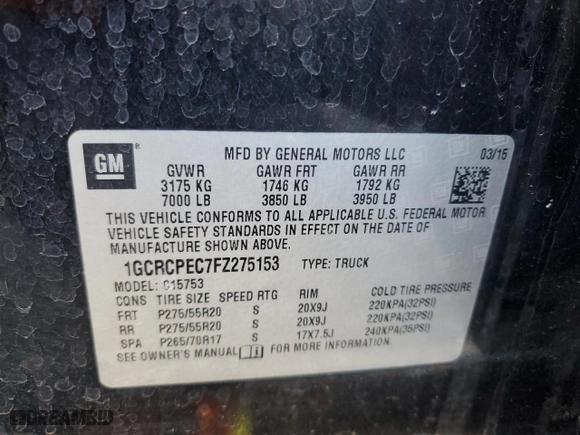 GM ® MFD BY GENERAL MOTORS LLC 03/15
GVWR GAWR FRT GAWR RR
3175 KG 1746 KG 1792 KG
7000 LB 3850 LB 3950 LB
THIS VEHICLE CONFORMS TO ALL APPLICABLE U.S. FEDERAL MOTOR
VEHICLE SAFETY STANDARDS IN EFFECT ON THE DATE OF
MANUFACTURE SHOWN ABOVE.
1GCRCPEC7FZ275153 TYPE: TRUCK
MODEL: C15753
CQNS TIRE SIZE SPEED RTG RIM COLD TIRE PRESSURE
FRT P275/55R20 S 20X9J 220KPA(32PSI)
RR P275/55R20 S 20X9J 220KPA(32PSI)
SPA P265/70R17 S 17X7.5J 240KPA(35PSI)
SEE OWNER'S MANUAL FOR MORE INFORMATION.
DREAMBID